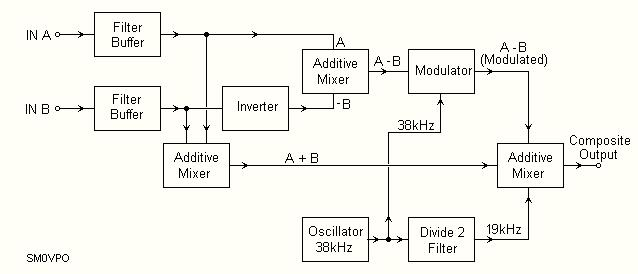 IN A
Filter
Buffer
A
Additive
Mixer
A - B
Modulator
A - B
(Modulated)
IN B
Filter
Buffer
Inverter
-B
38kHz
Additive
Mixer
A + B
Additive
Mixer
Composite
Output
Oscillator
38kHz
Divide 2
Filter
19kHz
SM0VPO